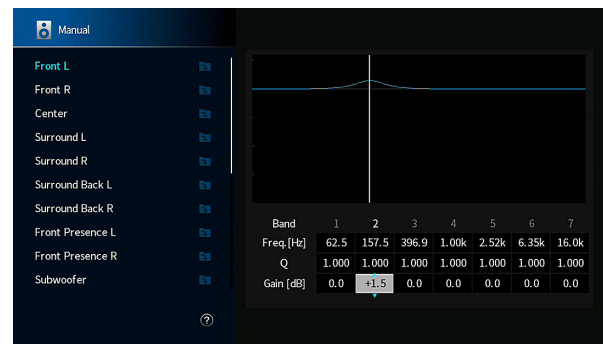 Manual
Front L
Front R
Center
Surround L
Surround R
Surround Back L
Surround Back R
Front Presence L
Front Presence R
Subwoofer
?
Band 1 2 3 4 5 6 7
Freq.[Hz] 62.5 157.5 396.9 1.00k 2.52k 6.35k 16.0k
Q 1.000 1.000 1.000 1.000 1.000 1.000 1.000
Gain [dB] 0.0 +1.5 0.0 0.0 0.0 0.0 0.0